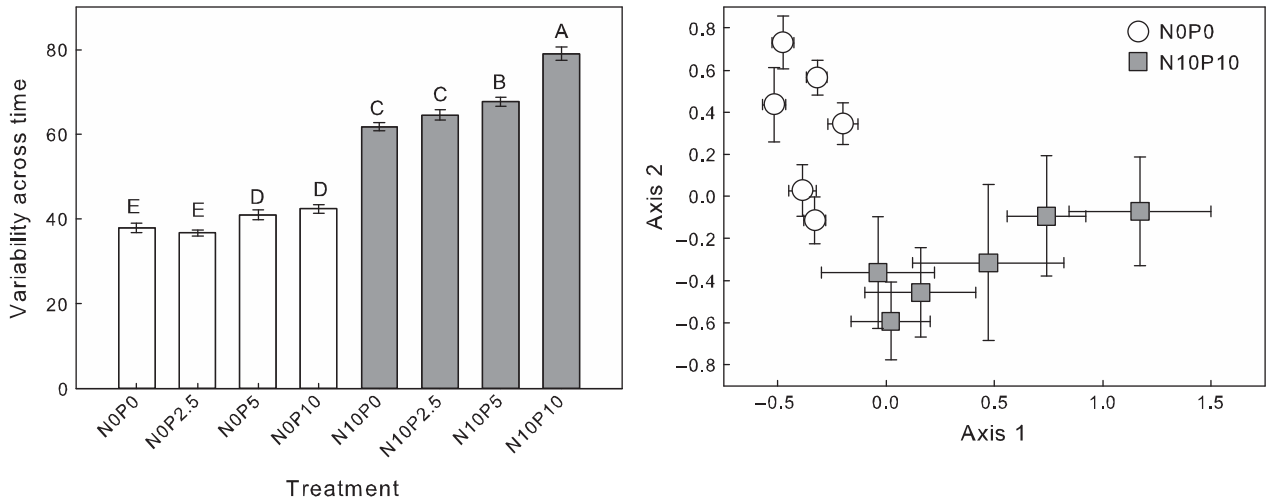 80
60
40
20
0
Variability across time
E
E
D
D
C
C
B
A
N0P0
N0P2.5
N0P5
N0P10
N10P0
N10P2.5
N10P5
N10P10
Treatment
0.8
0.6
0.4
0.2
0.0
−0.2
−0.4
−0.6
−0.8
Axis 2
N0P0
N10P10
−0.5
0.0
0.5
1.0
1.5
Axis 1